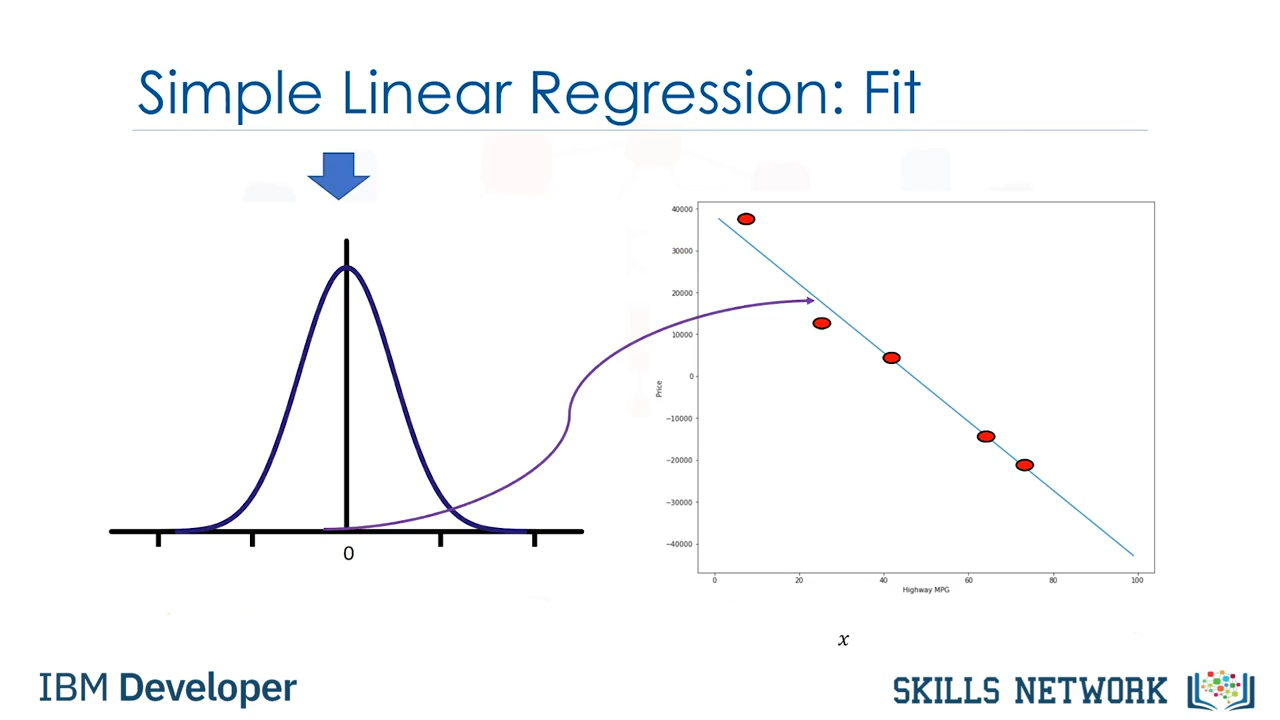 Simple Linear Regression: Fit
0
40000
30000
20000
10000
0
−10000
−20000
−30000
−40000
Price
0 20 40 60 80 100
Highway MPG
x
IBM Developer
SKILLS NETWORK